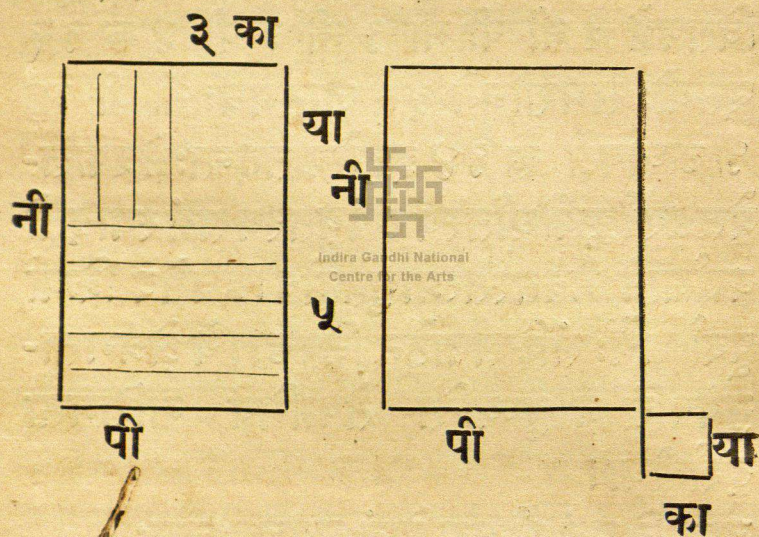 ३ का
या
नी
५
पी
नी
पी
या
का
Indira Gandhi National
Centre for the Arts